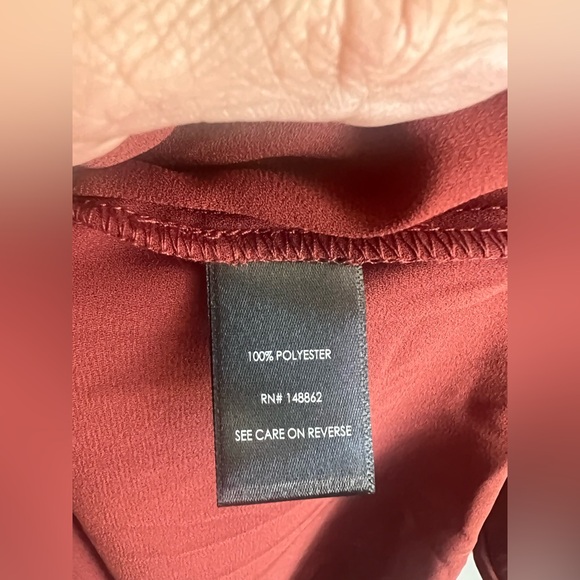 100% POLYESTER
RN# 148862
SEE CARE ON REVERSE